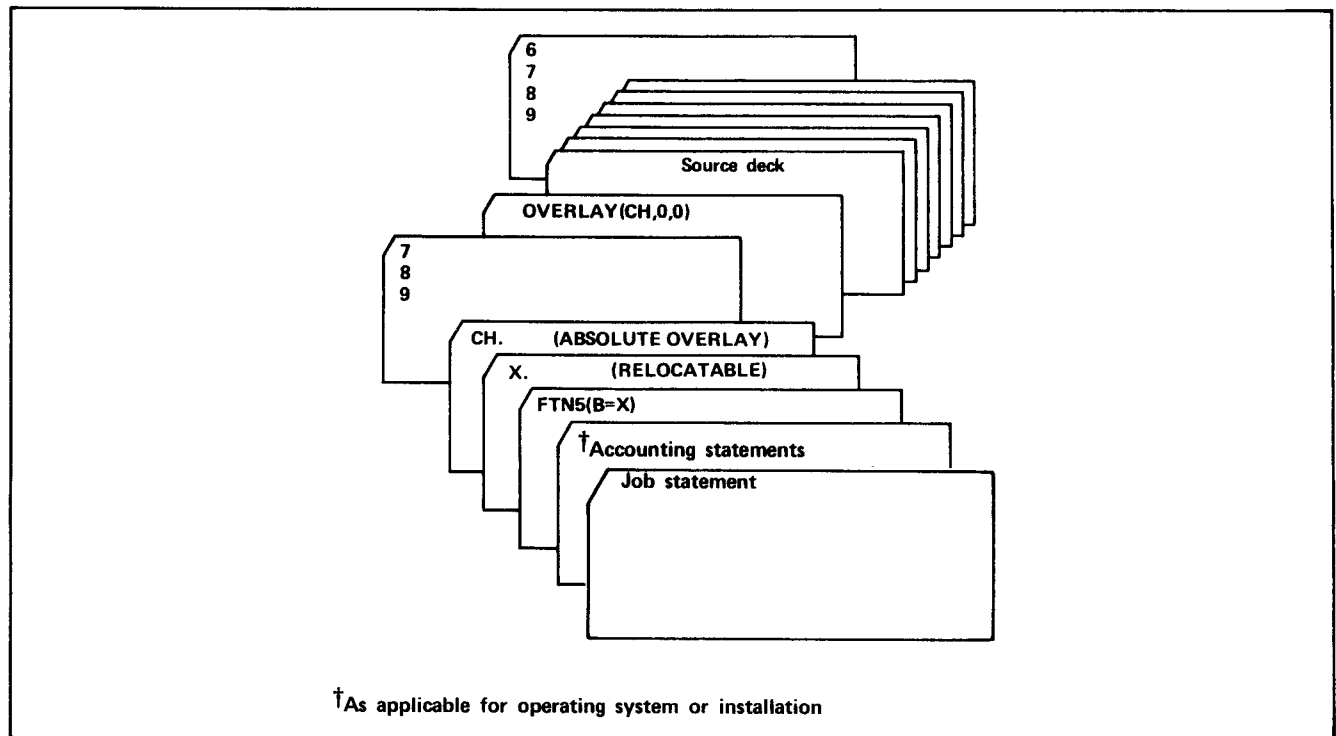 6
7
8
9
Source deck
OVERLAY(CH,0,0)
7
8
9
CH. (ABSOLUTE OVERLAY)
X. (RELOCATABLE)
FTN5(B=X)
†Accounting statements
Job statement
†As applicable for operating system or installation